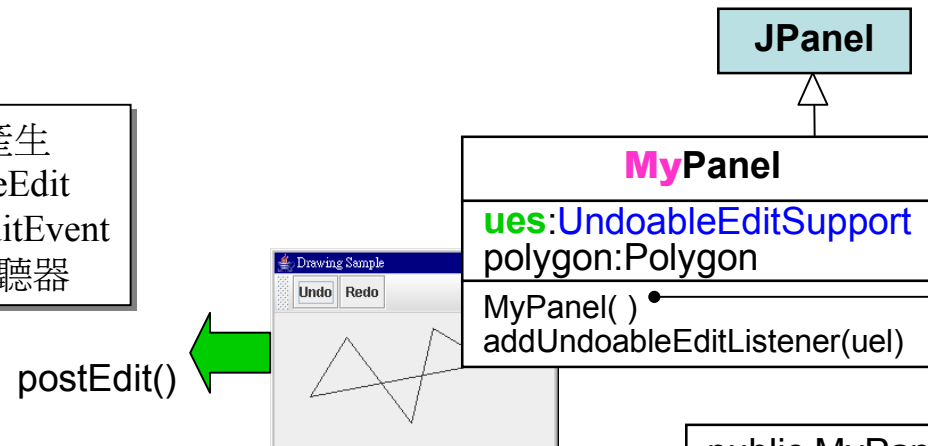 JPanel
產生
eEdit
itEvent
聽器
MyPanel
ues:UndoableEditSupport
polygon:Polygon
MyPanel( )
addUndoableEditListener(uel)
Drawing Sample
Undo Redo
postEdit()
public MyPan